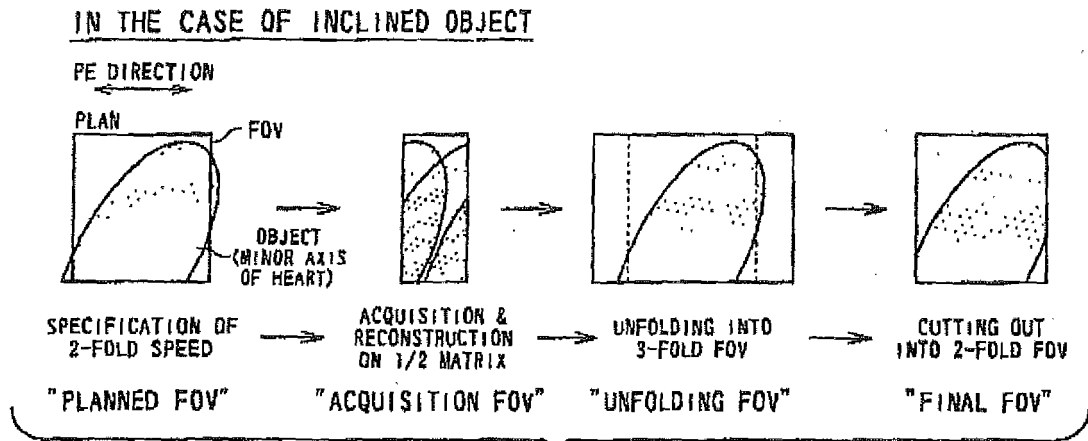 IN THE CASE OF INCLINED OBJECT
PE DIRECTION
PLAN
FOV
OBJECT
(MINOR AXIS
OF HEART)
SPECIFICATION OF
2-FOLD SPEED
ACQUISITION &
RECONSTRUCTION
ON 1/2 MATRIX
UNFOLDING INTO
3-FOLD FOV
CUTTING OUT
INTO 2-FOLD FOV
"PLANNED FOV"
"ACQUISITION FOV"
"UNFOLDING FOV"
"FINAL FOV"